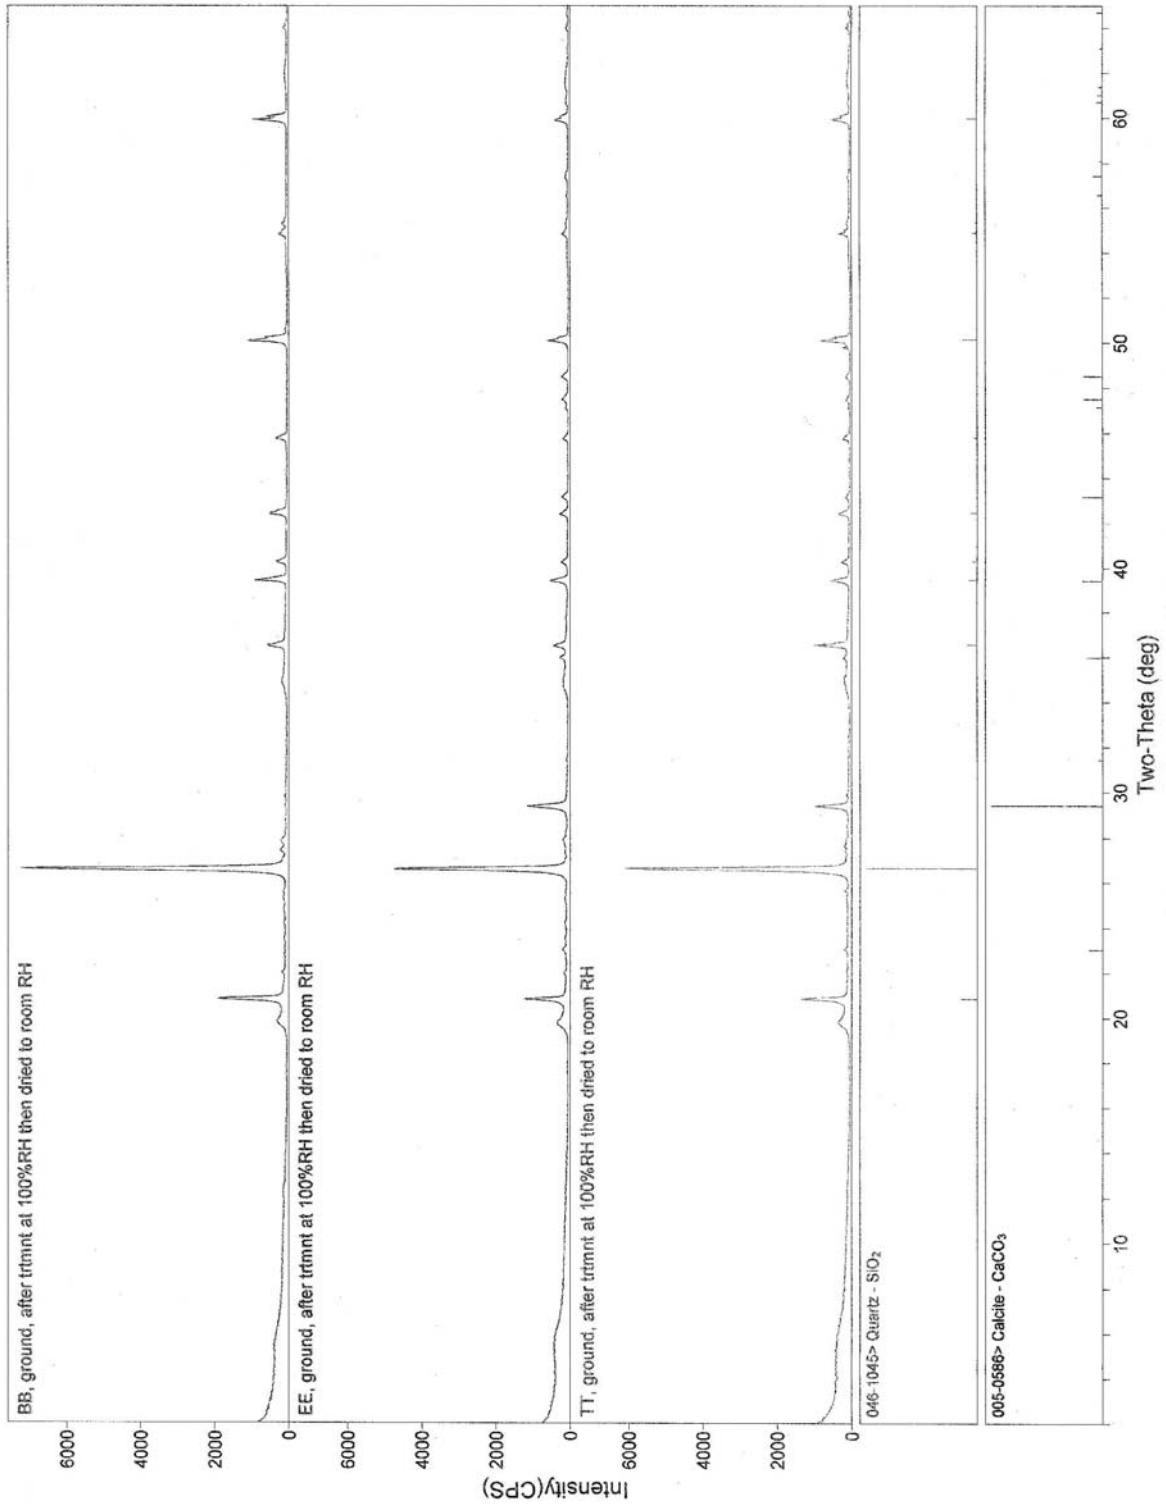 BB, ground, after trtmnt at 100%RH then dried to room RH
6000
4000
2000
0
EE, ground, after trtmnt at 100%RH then dried to room RH
6000
4000
2000
0
TT, ground, after trtmnt at 100%RH then dried to room RH
6000
4000
2000
0
Intensity(CPS)
046-1045> Quartz - SiO₂
005-0586> Calcite - CaCO₃
10
20
30
40
50
60
Two-Theta (deg)